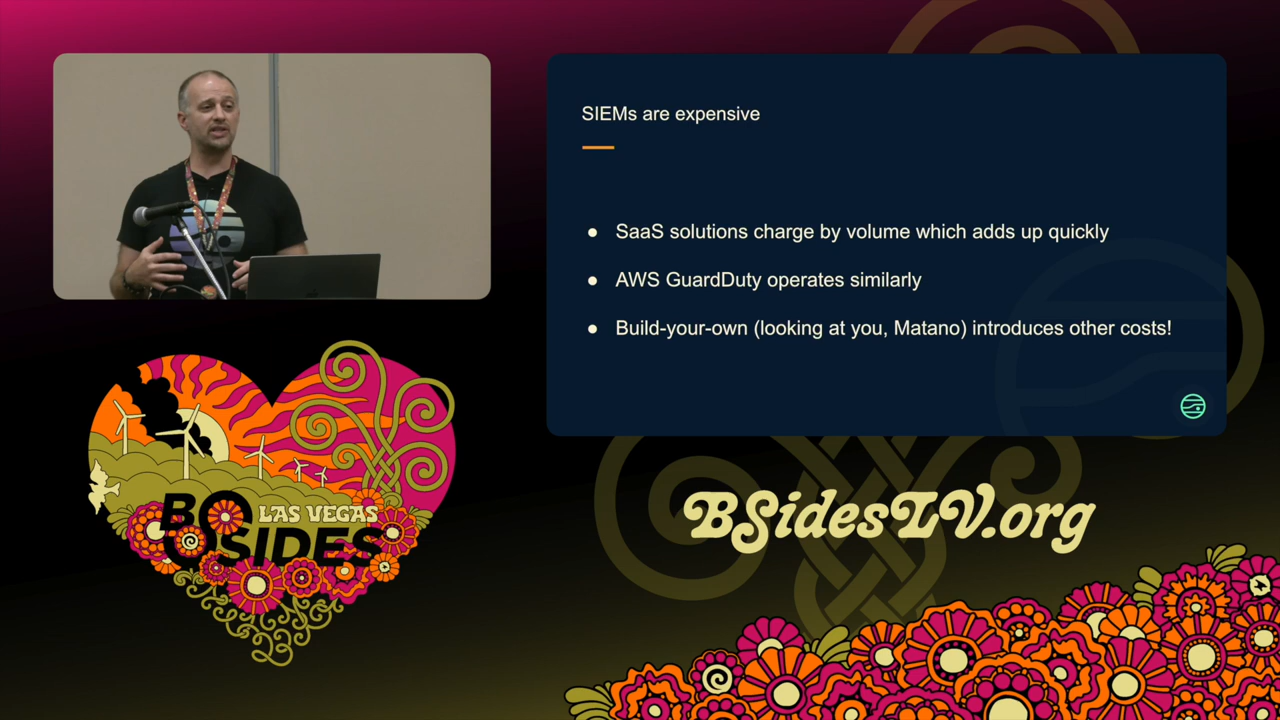 SIEMs are expensive
● SaaS solutions charge by volume which adds up quickly
● AWS GuardDuty operates similarly
● Build-your-own (looking at you, Matano) introduces other costs!
BSidesLV.org
LAS VEGAS
BSIDES
23